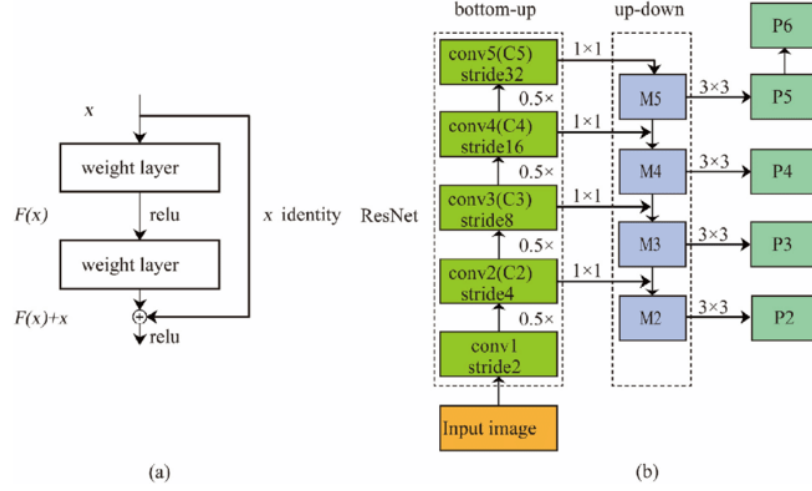 x
weight layer
F(x)
relu
x identity
weight layer
F(x)+x
relu
(a)
bottom-up
up-down
ResNet
conv5(C5)
stride32
0.5×
conv4(C4)
stride16
0.5×
conv3(C3)
stride8
0.5×
conv2(C2)
stride4
0.5×
conv1
stride2
Input image
1×1
1×1
1×1
1×1
M5
M4
M3
M2
3×3
3×3
3×3
3×3
P6
P5
P4
P3
P2
(b)